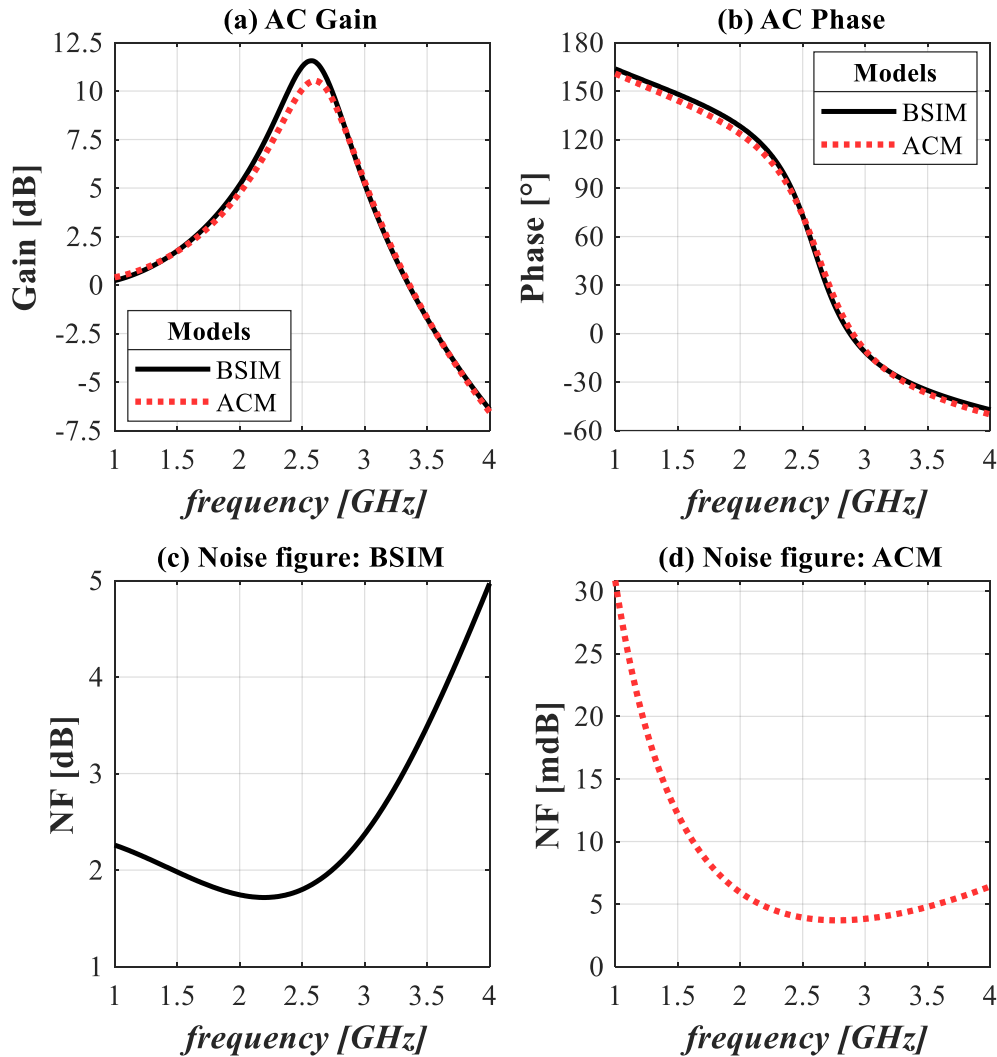 (a) AC Gain
12.5
10
7.5
5
2.5
0
-2.5
-5
-7.5
Gain [dB]
Models
BSIM
ACM
1 1.5 2 2.5 3 3.5 4
frequency [GHz]
(b) AC Phase
180
150
120
90
60
30
0
-30
-60
Phase [°]
Models
BSIM
ACM
1 1.5 2 2.5 3 3.5 4
frequency [GHz]
(c) Noise figure: BSIM
5
4
3
2
1
NF [dB]
1 1.5 2 2.5 3 3.5 4
frequency [GHz]
(d) Noise figure: ACM
30
25
20
15
10
5
0
NF [mdB]
1 1.5 2 2.5 3 3.5 4
frequency [GHz]